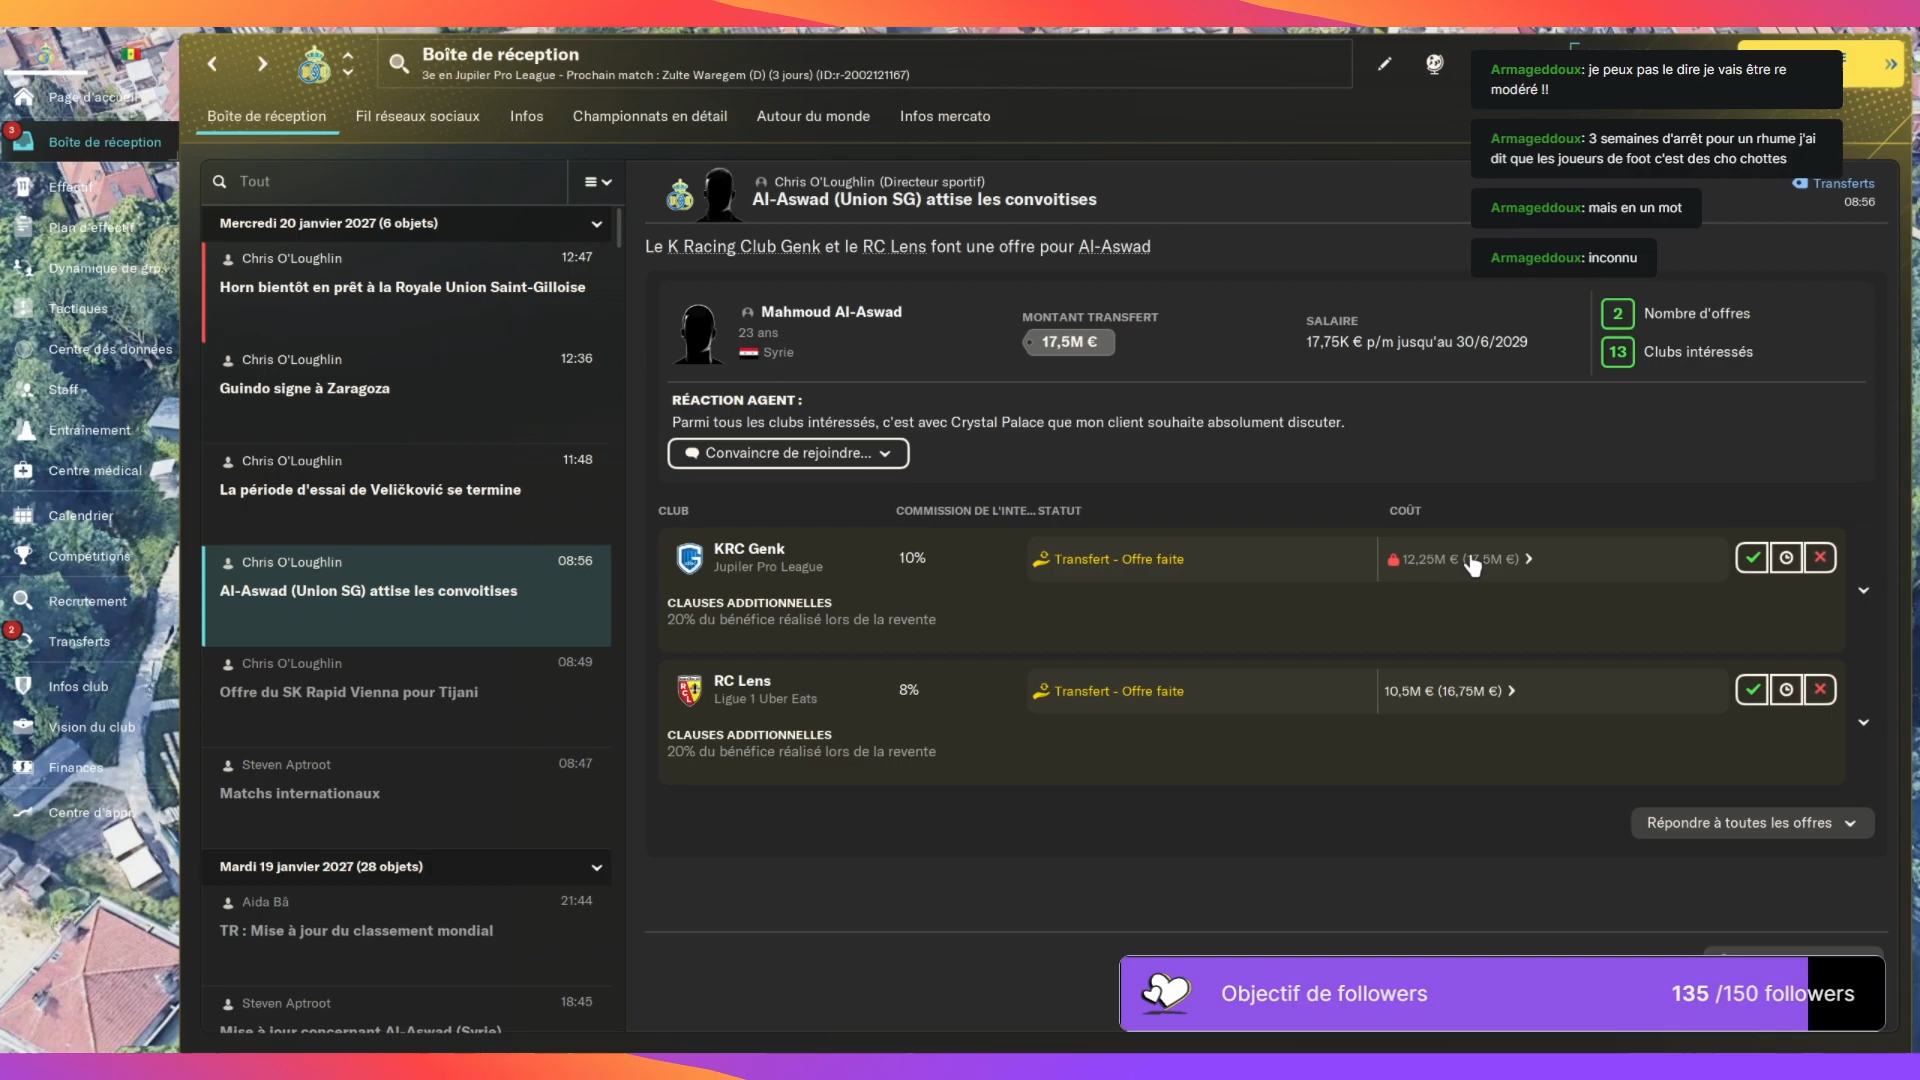 Boîte de réception
3e en Jupiler Pro League - Prochain match : Zulte Waregem (D) (3 jours) (ID:r-2002121167)
Boîte de réception
Fil réseaux sociaux
Infos
Championnats en détail
Autour du monde
Infos mercato
Page d'accueil
3
Boîte de réception
Effectif
Plan d'effectif
Dynamique de grp.
Tactiques
Centre des données
Staff
Entraînement
Centre médical
Calendrier
Compétitions
Recrutement
2
Transferts
Infos club
Vision du club
Finances
Centre d'appr.
Tout
Mercredi 20 janvier 2027 (6 objets)
Chris O'Loughlin 12:47
Horn bientôt en prêt à la Royale Union Saint-Gilloise
Chris O'Loughlin 12:36
Guindo signe à Zaragoza
Chris O'Loughlin 11:48
La période d'essai de Veličković se termine
Chris O'Loughlin 08:56
Al-Aswad (Union SG) attise les convoitises
Chris O'Loughlin 08:49
Offre du SK Rapid Vienna pour Tijani
Steven Aptroot 08:47
Matchs internationaux
Mardi 19 janvier 2027 (28 objets)
Aida Bâ 21:44
TR : Mise à jour du classement mondial
Steven Aptroot 18:45
Mise à jour concernant Al-Aswad (Syrie)
Chris O'Loughlin (Directeur sportif)
Al-Aswad (Union SG) attise les convoitises
Transferts
08:56
Le K Racing Club Genk et le RC Lens font une offre pour Al-Aswad
Mahmoud Al-Aswad
23 ans
Syrie
MONTANT TRANSFERT
17,5M €
SALAIRE
17,75K € p/m jusqu'au 30/6/2029
2 Nombre d'offres
13 Clubs intéressés
RÉACTION AGENT :
Parmi tous les clubs intéressés, c'est avec Crystal Palace que mon client souhaite absolument discuter.
Convaincre de rejoindre...
CLUB COMMISSION DE L'INTE... STATUT COÛT
KRC Genk
Jupiler Pro League
10%
Transfert - Offre faite
12,25M €
CLAUSES ADDITIONNELLES
20% du bénéfice réalisé lors de la revente
RC Lens
Ligue 1 Uber Eats
8%
Transfert - Offre faite
10,5M € (16,75M €)
CLAUSES ADDITIONNELLES
20% du bénéfice réalisé lors de la revente
Répondre à toutes les offres
Armageddoux: je peux pas le dire je vais être re
modéré !!
Armageddoux: 3 semaines d'arrêt pour un rhume j'ai
dit que les joueurs de foot c'est des cho chottes
Armageddoux: mais en un mot
Armageddoux: inconnu
Objectif de followers
135 /150 followers